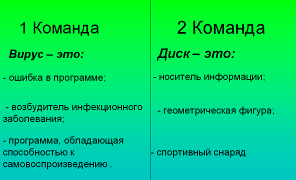 1 Команда
Вирус – это:
- ошибка в программе;
- возбудитель инфекционного
заболевания;
- программа, обладающая
способностью к
самовоспроизведению .
2 Команда
Диск – это:
- носитель информации;
- геометрическая фигура;
- спортивный снаряд